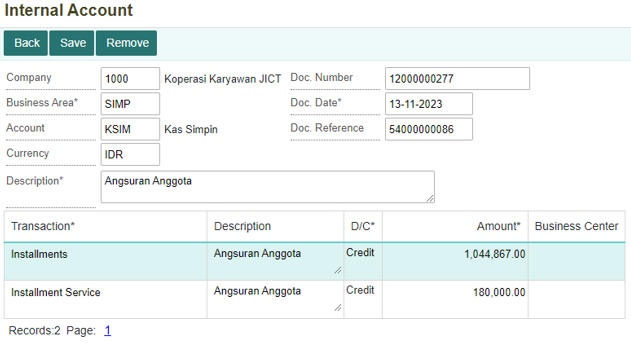 Internal Account
Back Save Remove
Company 1000 Koperasi Karyawan JICT Doc. Number 12000000277
Business Area* SIMP Doc. Date* 13-11-2023
Account KSIM Kas Simpin Doc. Reference 54000000086
Currency IDR
Description* Angsuran Anggota
Transaction* Description D/C* Amount* Business Center
Installments Angsuran Anggota Credit 1,044,867.00
Installment Service Angsuran Anggota Credit 180,000.00
Records:2 Page: 1